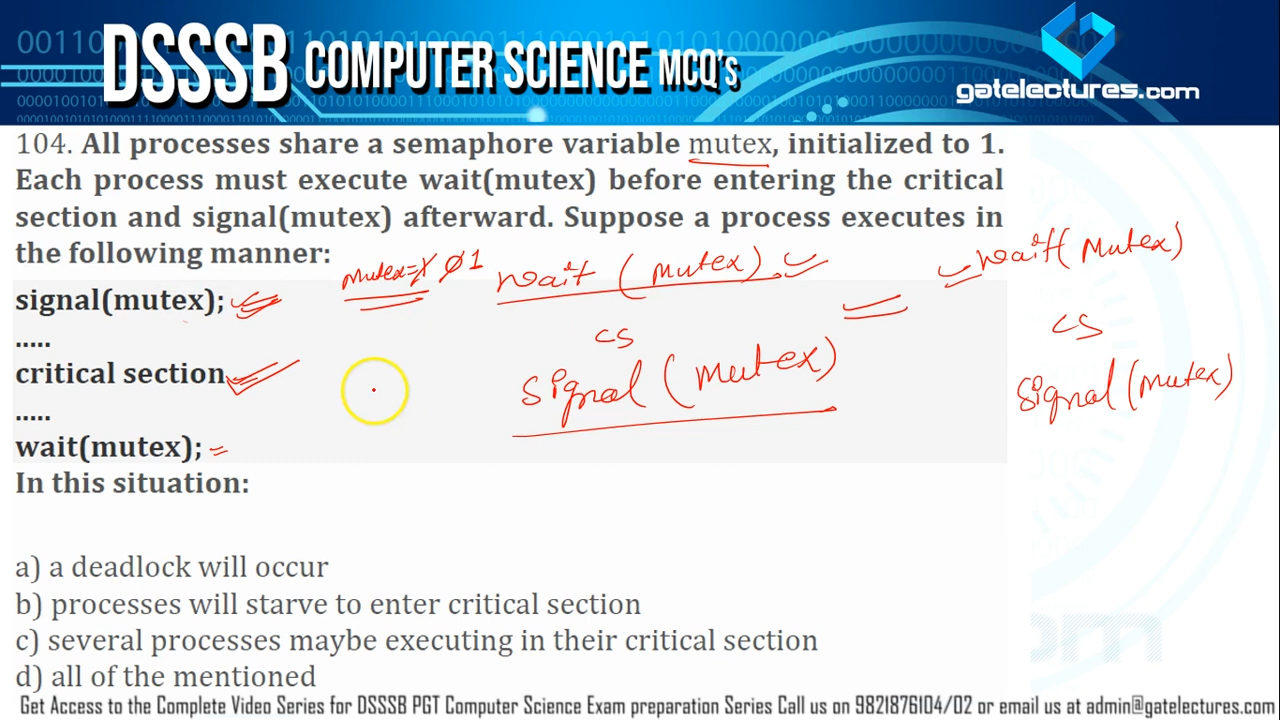 DSSSB COMPUTER SCIENCE MCQ's
gatelectures.com
104. All processes share a semaphore variable mutex, initialized to 1.
Each process must execute wait(mutex) before entering the critical
section and signal(mutex) afterward. Suppose a process executes in
the following manner:
signal(mutex);
.....
critical section
.....
wait(mutex);
In this situation:
mutex=1 0 1
wait (mutex)
cs
signal (mutex)
wait(mutex)
cs
signal (mutex)
a) a deadlock will occur
b) processes will starve to enter critical section
c) several processes maybe executing in their critical section
d) all of the mentioned
Get Access to the Complete Video Series for DSSSB PGT Computer Science Exam preparation Series Call us on 9821876104/02 or email us at admin@gatelectures.com